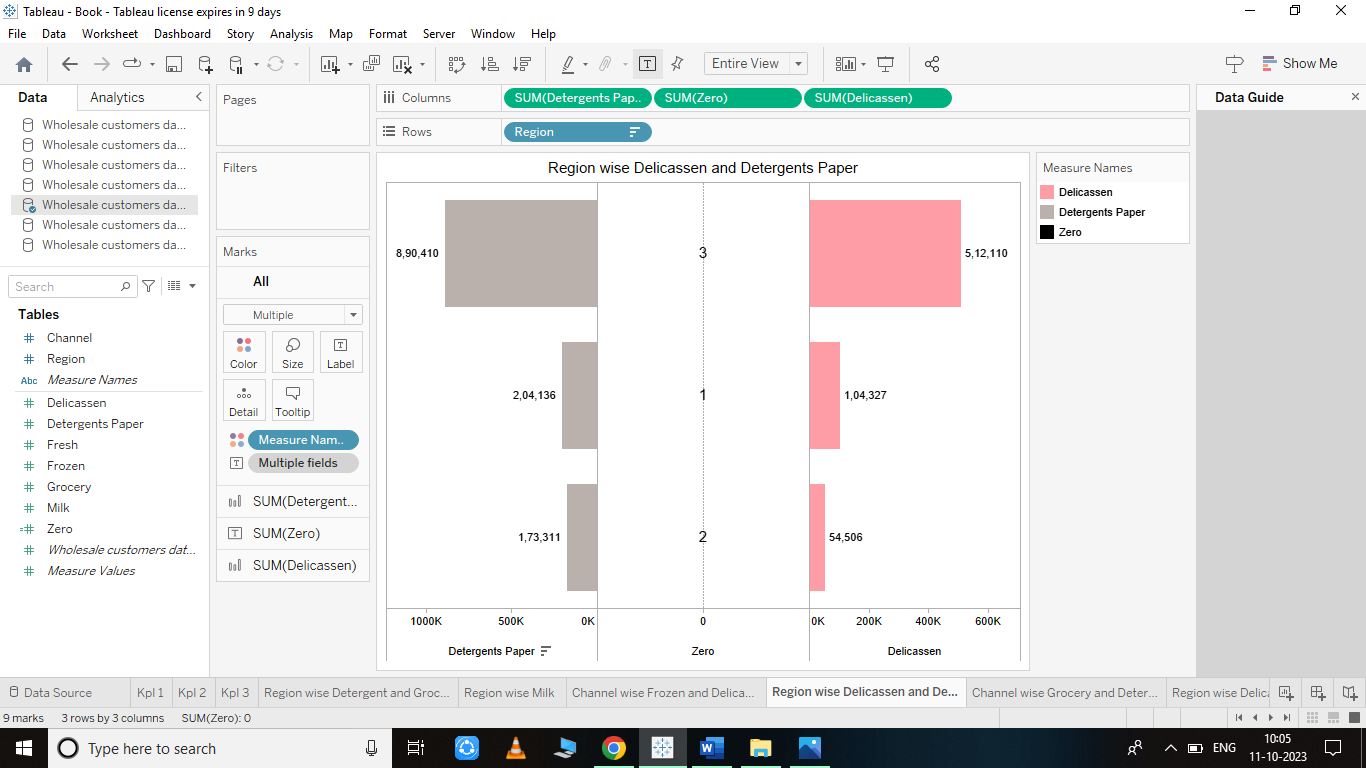 Tableau - Book - Tableau license expires in 9 days
File Data Worksheet Dashboard Story Analysis Map Format Server Window Help
Entire View
Show Me
Data Analytics
Wholesale customers da...
Wholesale customers da...
Wholesale customers da...
Wholesale customers da...
Wholesale customers da...
Wholesale customers da...
Wholesale customers da...
Search
Tables
Channel
Region
Abc Measure Names
Delicassen
Detergents Paper
Fresh
Frozen
Grocery
Milk
Zero
Wholesale customers dat...
Measure Values
Pages
Filters
Marks
All
Multiple
Color Size Label
Detail Tooltip
Measure Nam..
Multiple fields
SUM(Detergent...
SUM(Zero)
SUM(Delicassen)
Columns SUM(Detergents Pap.. SUM(Zero) SUM(Delicassen)
Rows Region
Region wise Delicassen and Detergents Paper
8,90,410 3 5,12,110
2,04,136 1 1,04,327
1,73,311 2 54,506
1000K 500K 0K 0 0K 200K 400K 600K
Detergents Paper Zero Delicassen
Measure Names
Delicassen
Detergents Paper
Zero
Data Guide
Data Source Kpl 1 Kpl 2 Kpl 3 Region wise Detergent and Groc... Region wise Milk Channel wise Frozen and Delica... Region wise Delicassen and De... Channel wise Grocery and Deter... Region wise Delica
9 marks 3 rows by 3 columns SUM(Zero): 0
Type here to search
ENG
10:05
11-10-2023